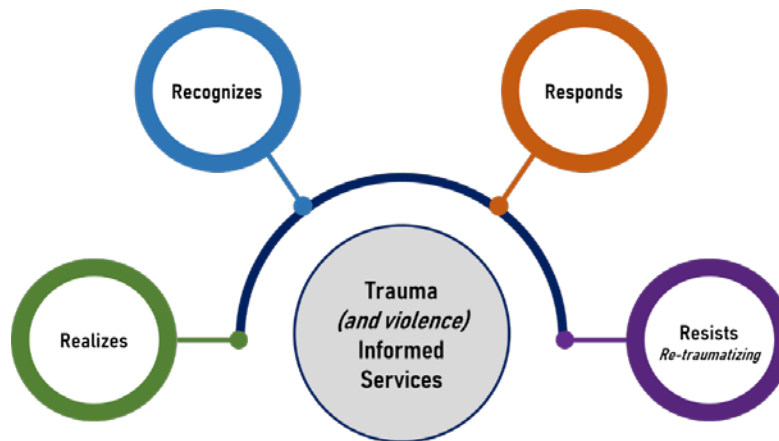 Recognizes
Responds
Realizes
Trauma
(and violence)
Informed
Services
Resists
Re-traumatizing